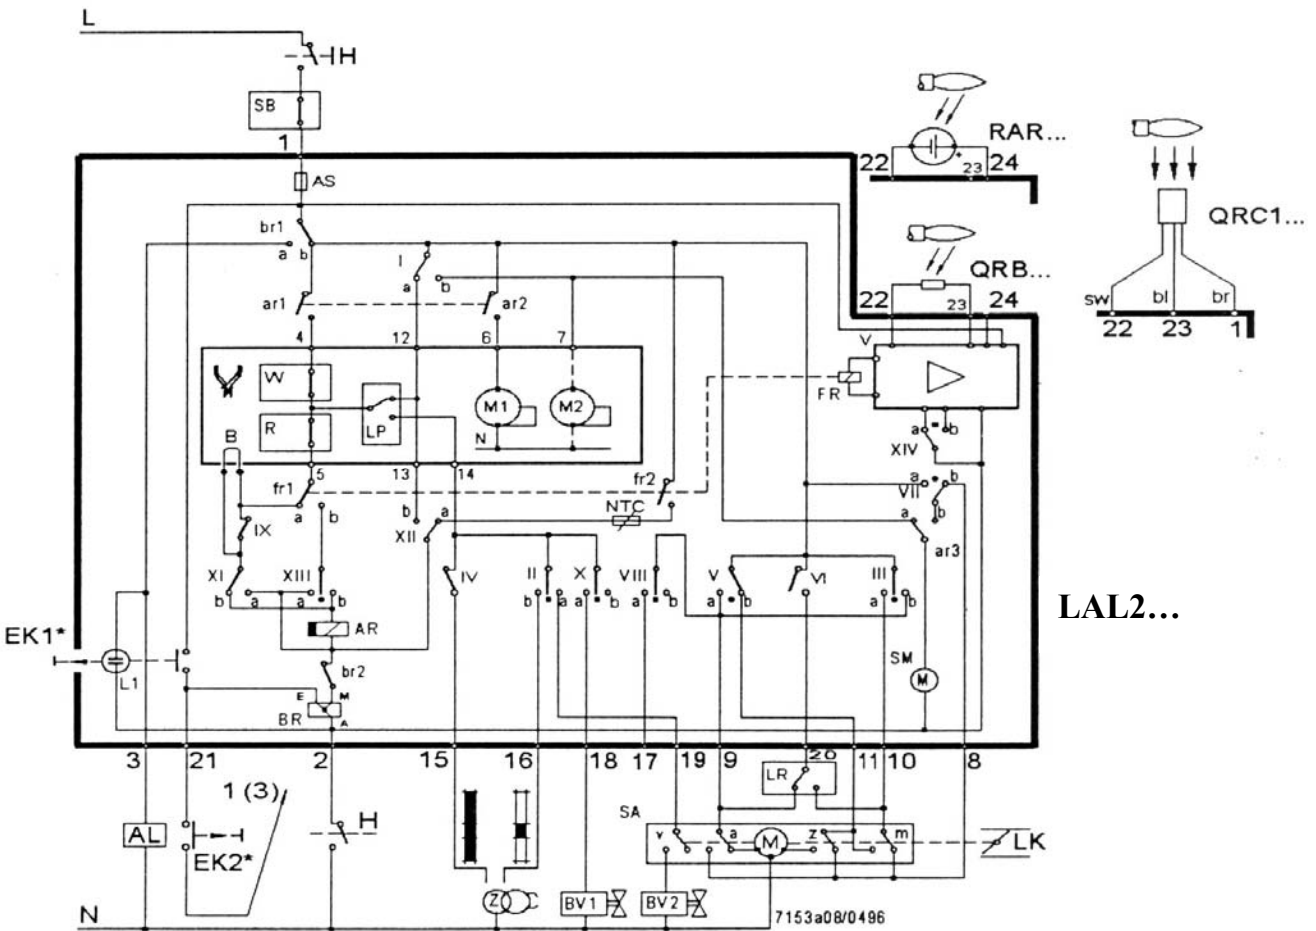 L
H
SB
1
AS
RAR...
22 23 24
QRC1...
sw bl br
22 23 1
QRB...
22 23 24
br1
a b
I
a b
ar1
ar2
4 12 6 7
W
R
LP
M1
M2
N
V
FR
a b
XIV
B
5 13 14
fr1
a b
fr2
NTC
a b
VII
b
a
ar3
IX
b a
XII
XI
b a
XIII
a b
IV
II
b a
X
a b
VIII
a b
V
a b
VI
III
a b
LAL2...
AR
EK1*
L1
br2
E M
BR
A
SM
M
3 21 2 15 16 18 17 19 9 20 11 10 8
1 (3)
LR
AL
EK2*
H
SA
v a M z m
LK
Z
BV1
BV2
7153a08/0496
N